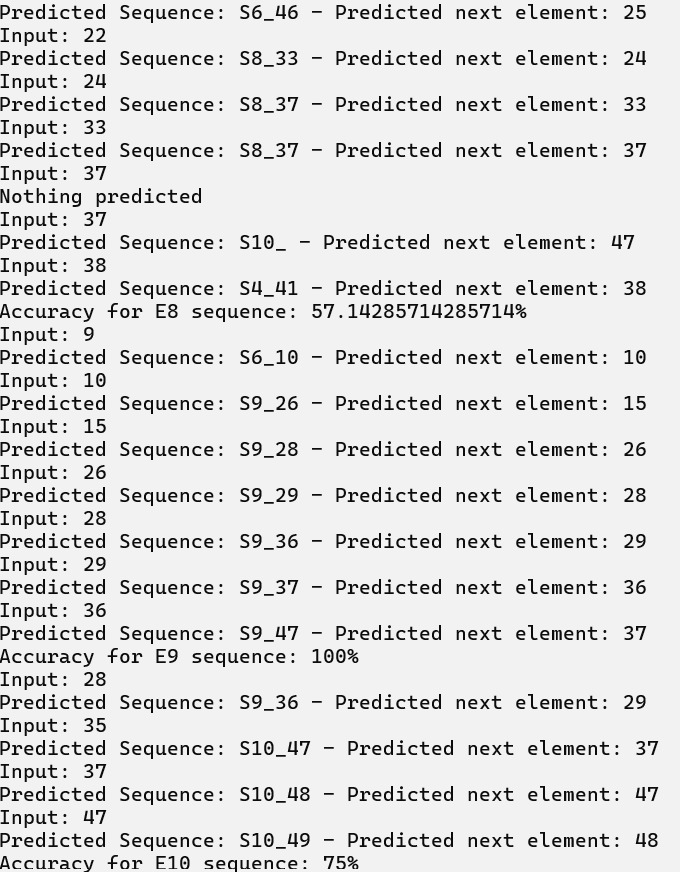 Predicted Sequence: S6_46 - Predicted next element: 25
Input: 22
Predicted Sequence: S8_33 - Predicted next element: 24
Input: 24
Predicted Sequence: S8_37 - Predicted next element: 33
Input: 33
Predicted Sequence: S8_37 - Predicted next element: 37
Input: 37
Nothing predicted
Input: 37
Predicted Sequence: S10_ - Predicted next element: 47
Input: 38
Predicted Sequence: S4_41 - Predicted next element: 38
Accuracy for E8 sequence: 57.14285714285714%
Input: 9
Predicted Sequence: S6_10 - Predicted next element: 10
Input: 10
Predicted Sequence: S9_26 - Predicted next element: 15
Input: 15
Predicted Sequence: S9_28 - Predicted next element: 26
Input: 26
Predicted Sequence: S9_29 - Predicted next element: 28
Input: 28
Predicted Sequence: S9_36 - Predicted next element: 29
Input: 29
Predicted Sequence: S9_37 - Predicted next element: 36
Input: 36
Predicted Sequence: S9_47 - Predicted next element: 37
Accuracy for E9 sequence: 100%
Input: 28
Predicted Sequence: S9_36 - Predicted next element: 29
Input: 35
Predicted Sequence: S10_47 - Predicted next element: 37
Input: 37
Predicted Sequence: S10_48 - Predicted next element: 47
Input: 47
Predicted Sequence: S10_49 - Predicted next element: 48
Accuracy for E10 sequence: 75%